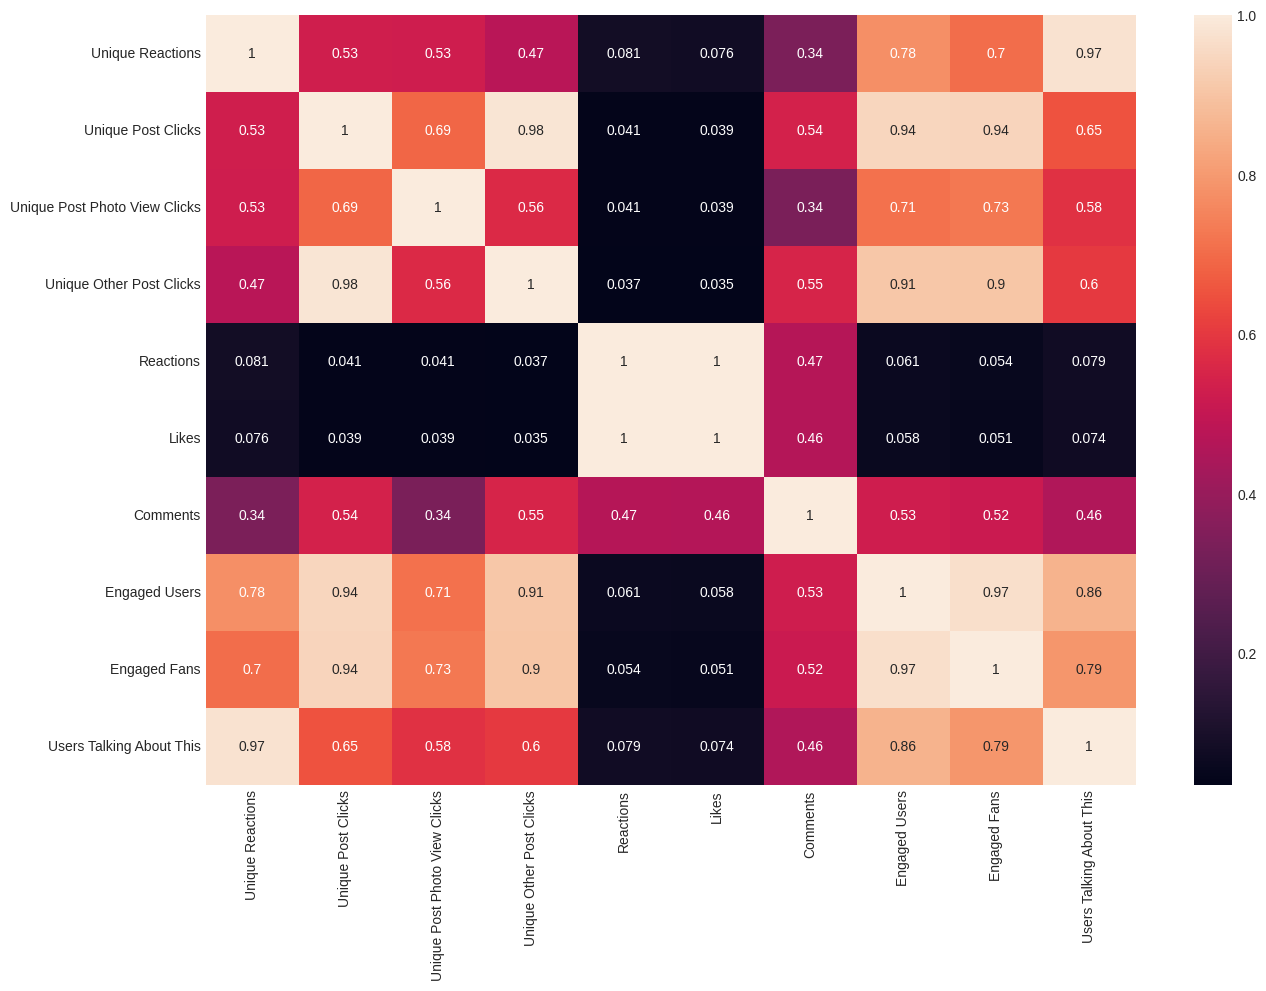 Unique Reactions 1 0.53 0.53 0.47 0.081 0.076 0.34 0.78 0.7 0.97
Unique Post Clicks 0.53 1 0.69 0.98 0.041 0.039 0.54 0.94 0.94 0.65
Unique Post Photo View Clicks 0.53 0.69 1 0.56 0.041 0.039 0.34 0.71 0.73 0.58
Unique Other Post Clicks 0.47 0.98 0.56 1 0.037 0.035 0.55 0.91 0.9 0.6
Reactions 0.081 0.041 0.041 0.037 1 1 0.47 0.061 0.054 0.079
Likes 0.076 0.039 0.039 0.035 1 1 0.46 0.058 0.051 0.074
Comments 0.34 0.54 0.34 0.55 0.47 0.46 1 0.53 0.52 0.46
Engaged Users 0.78 0.94 0.71 0.91 0.061 0.058 0.53 1 0.97 0.86
Engaged Fans 0.7 0.94 0.73 0.9 0.054 0.051 0.52 0.97 1 0.79
Users Talking About This 0.97 0.65 0.58 0.6 0.079 0.074 0.46 0.86 0.79 1
Unique Reactions
Unique Post Clicks
Unique Post Photo View Clicks
Unique Other Post Clicks
Reactions
Likes
Comments
Engaged Users
Engaged Fans
Users Talking About This
1.0
0.8
0.6
0.4
0.2